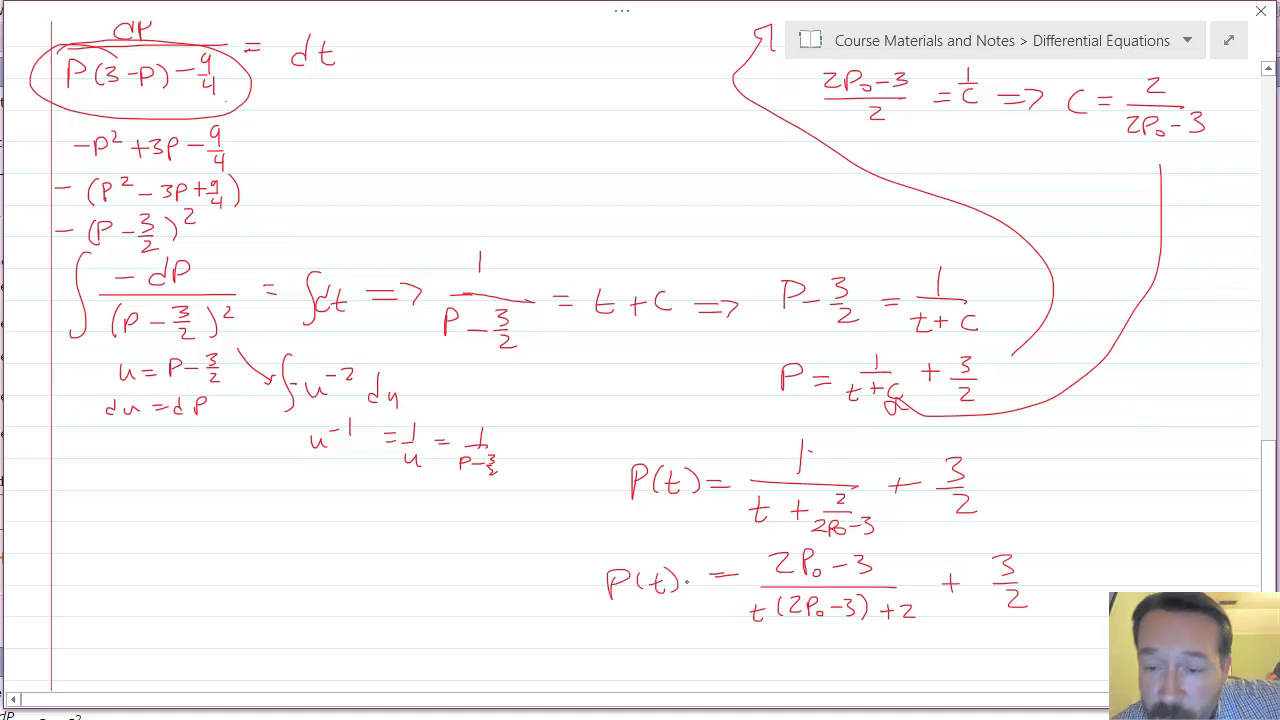 Course Materials and Notes > Differential Equations
dP/(P(3-P) - 9/4) = dt
(2P₀-3)/2 = 1/C => C = 2/(2P₀-3)
-P² + 3P - 9/4
-(P² - 3P + 9/4)
-(P - 3/2)²
∫ -dP/(P - 3/2)² = ∫dt => 1/(P - 3/2) = t + C => P - 3/2 = 1/(t + C)
u = P - 3/2
du = dP
∫ -u⁻² du
u⁻¹ = 1/u = 1/(P - 3/2)
P = 1/(t + C) + 3/2
P(t) = 1/(t + 2/(2P₀-3)) + 3/2
P(t) = (2P₀ - 3)/(t(2P₀-3) + 2) + 3/2